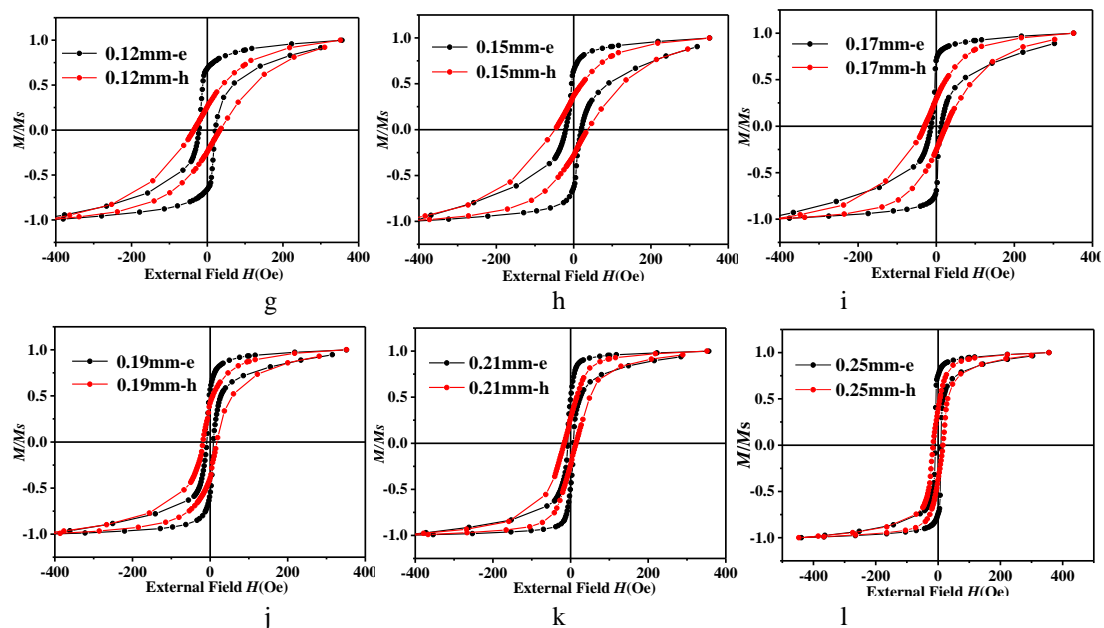 1.0
0.5
0.0
-0.5
-1.0
M/Ms
0.12mm-e
0.12mm-h
-400 -200 0 200 400
External Field H(Oe)
g
1.0
0.5
0.0
-0.5
-1.0
M/Ms
0.15mm-e
0.15mm-h
-400 -200 0 200 400
External Field H(Oe)
h
1.0
0.5
0.0
-0.5
-1.0
M/Ms
0.17mm-e
0.17mm-h
-400 -200 0 200 400
External Field H(Oe)
i
1.0
0.5
0.0
-0.5
-1.0
M/Ms
0.19mm-e
0.19mm-h
-400 -200 0 200 400
External Field H(Oe)
j
1.0
0.5
0.0
-0.5
-1.0
M/Ms
0.21mm-e
0.21mm-h
-400 -200 0 200 400
External Field H(Oe)
k
1.0
0.5
0.0
-0.5
-1.0
M/Ms
0.25mm-e
0.25mm-h
-600 -400 -200 0 200 400 600
External Field H(Oe)
l